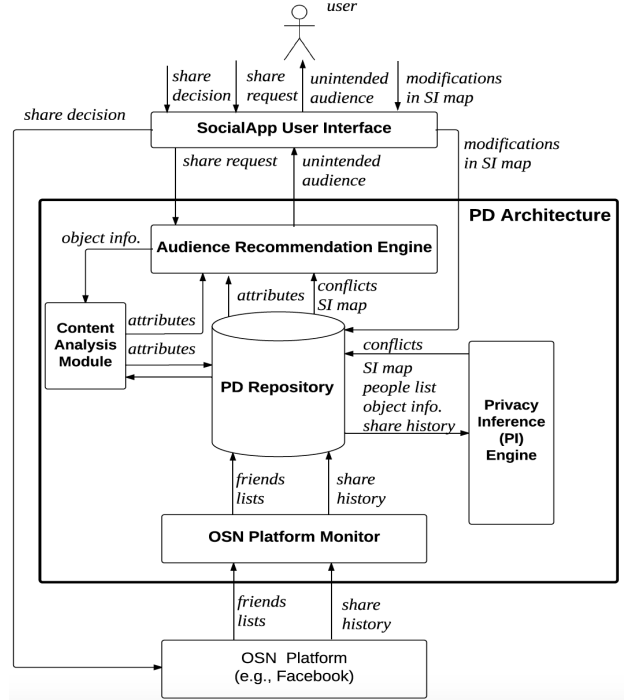 user
share
decision
share
request
unintended
audience
modifications
in SI map
share decision
SocialApp User Interface
share request
unintended
audience
modifications
in SI map
PD Architecture
object info.
Audience Recommendation Engine
attributes
conflicts
SI map
Content
Analysis
Module
attributes
attributes
PD Repository
conflicts
SI map
people list
object info.
share history
Privacy
Inference
(PI)
Engine
friends
lists
share
history
OSN Platform Monitor
friends
lists
share
history
OSN Platform
(e.g., Facebook)